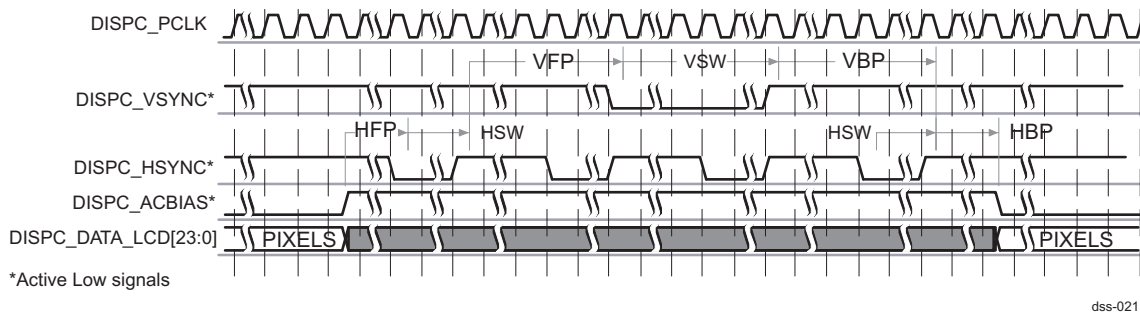 DISPC_PCLK
VFP VSW VBP
DISPC_VSYNC*
HFP HSW HSW HBP
DISPC_HSYNC*
DISPC_ACBIAS*
DISPC_DATA_LCD[23:0] PIXELS PIXELS
*Active Low signals
dss-021